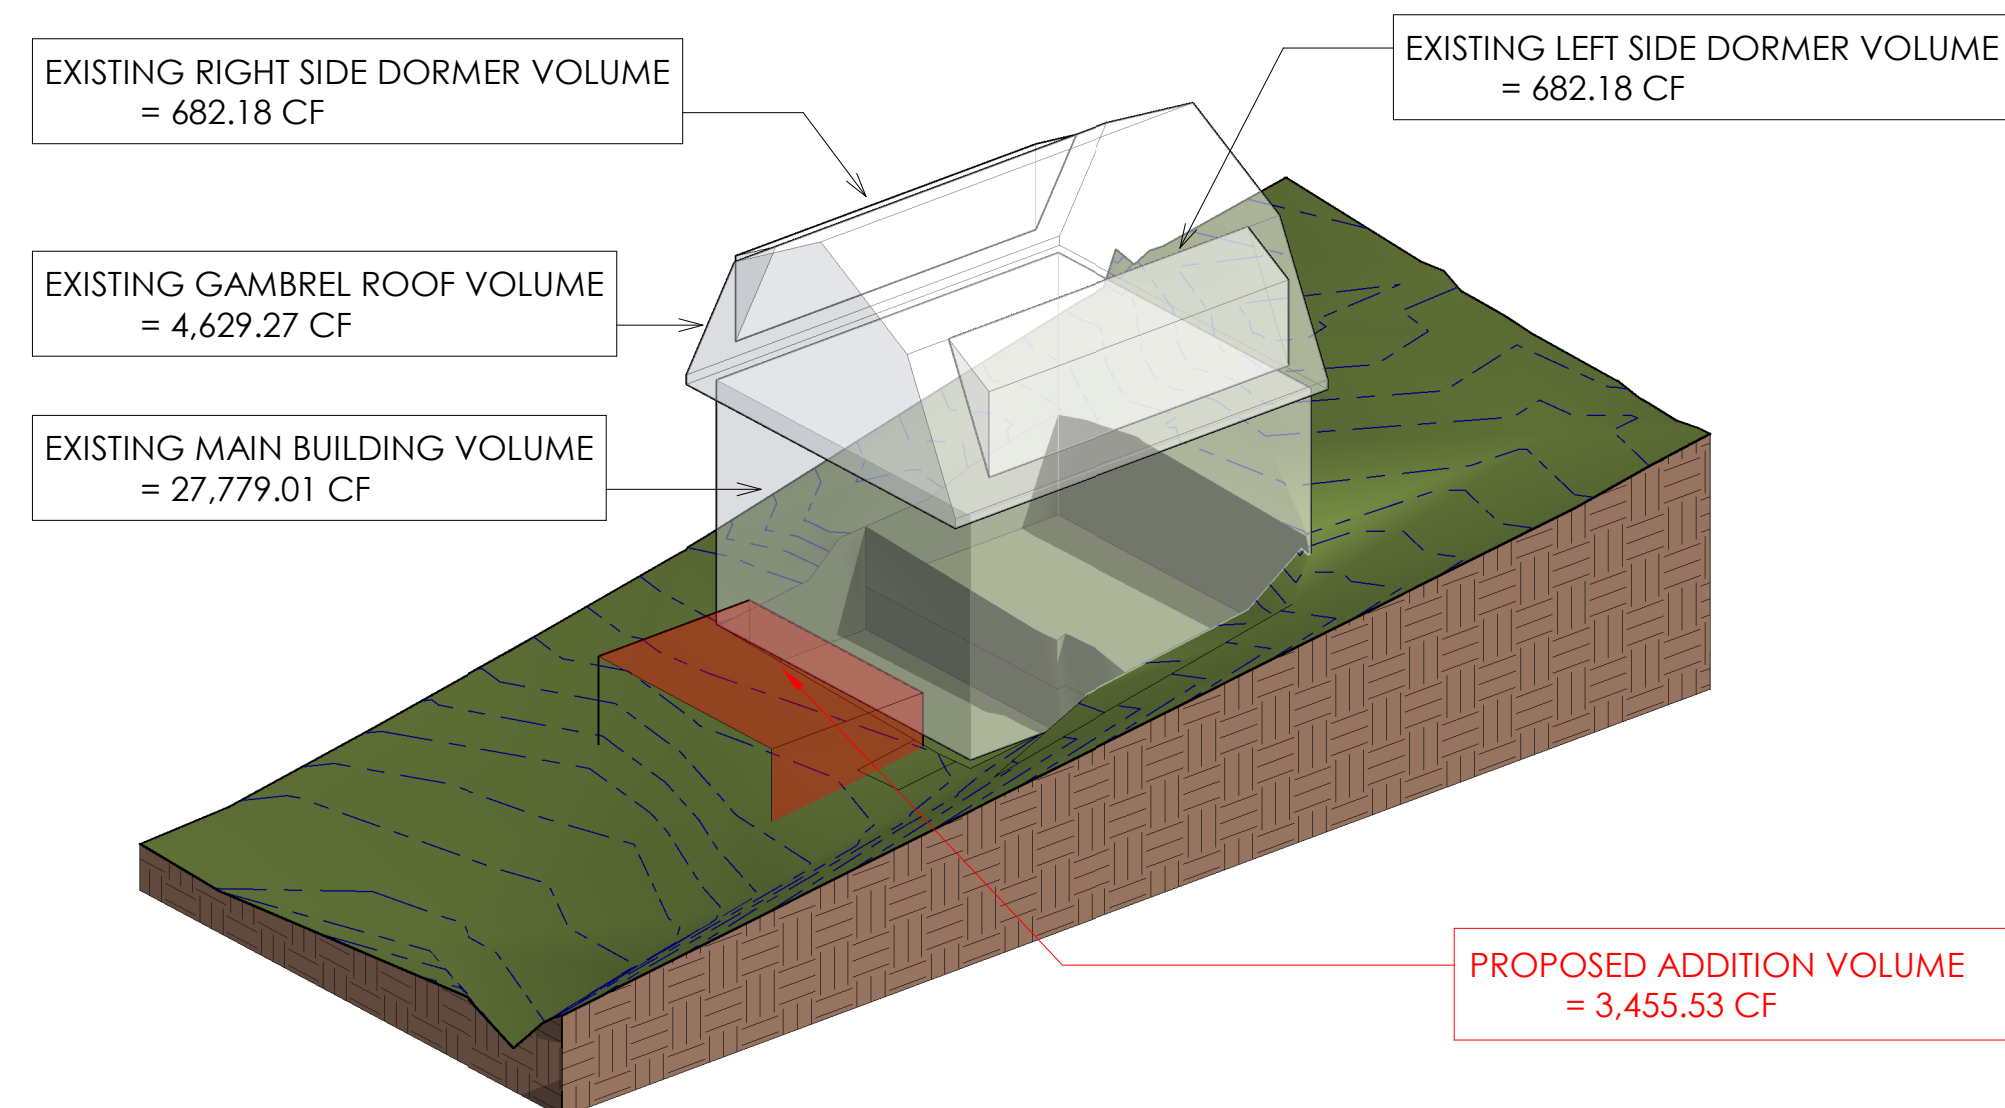 EXISTING RIGHT SIDE DORMER VOLUME
= 682.18 CF
EXISTING LEFT SIDE DORMER VOLUME
= 682.18 CF
EXISTING GAMBREL ROOF VOLUME
= 4,629.27 CF
EXISTING MAIN BUILDING VOLUME
= 27,779.01 CF
PROPOSED ADDITION VOLUME
= 3,455.53 CF